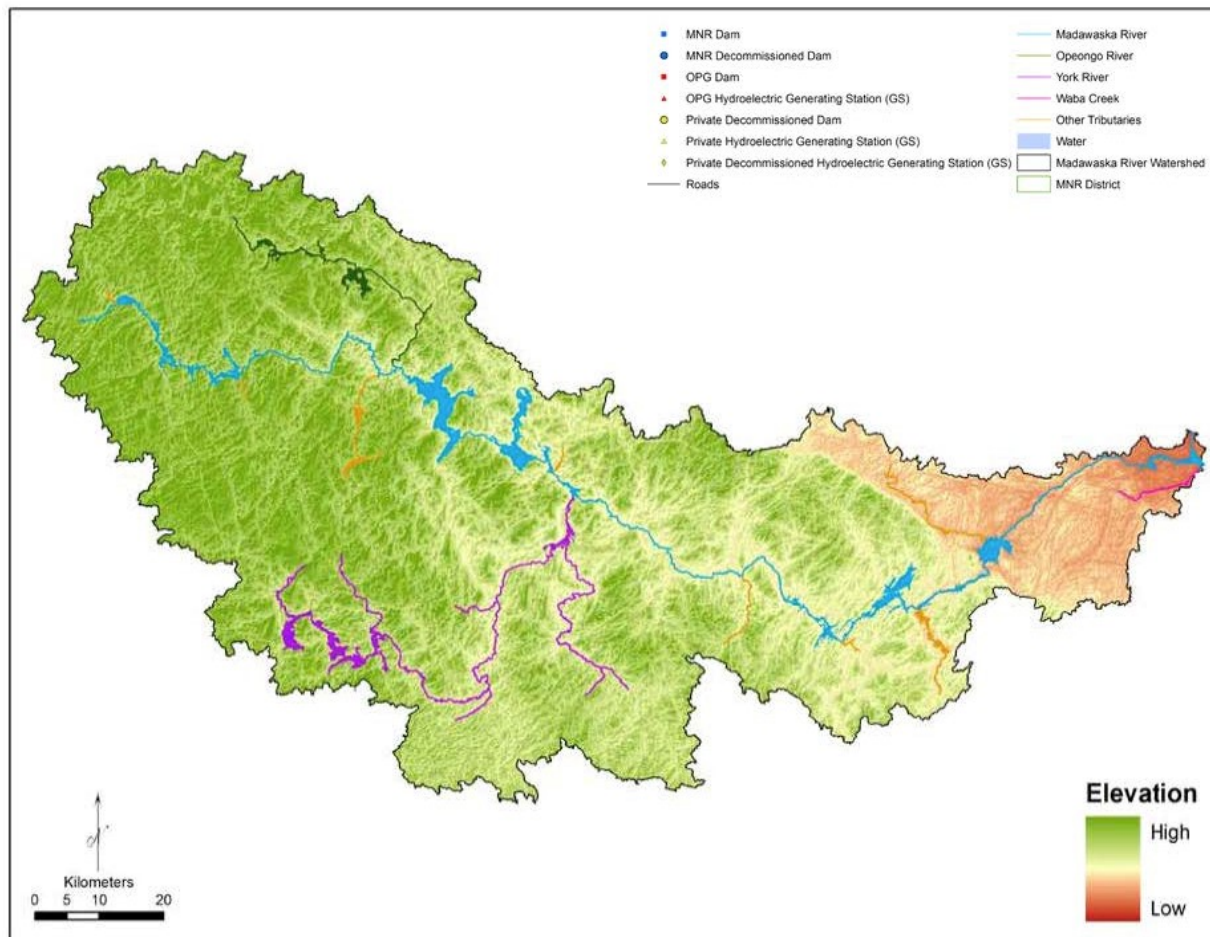 MNR Dam
MNR Decommissioned Dam
OPG Dam
OPG Hydroelectric Generating Station (GS)
Private Decommissioned Dam
Private Hydroelectric Generating Station (GS)
Private Decommissioned Hydroelectric Generating Station (GS)
Roads
Madawaska River
Opeongo River
York River
Waba Creek
Other Tributaries
Water
Madawaska River Watershed
MNR District
Elevation
High
Low
Kilometers
0 5 10 20